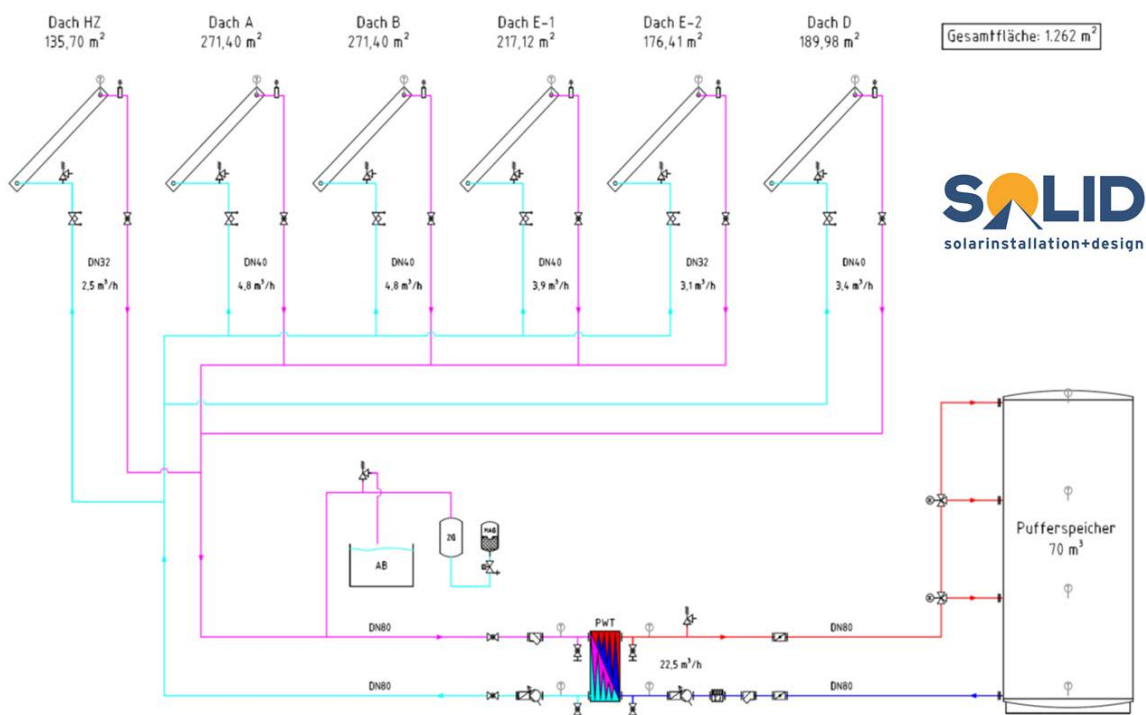 Dach HZ
135,70 m²
Dach A
271,40 m²
Dach B
271,40 m²
Dach E-1
217,12 m²
Dach E-2
176,41 m²
Dach D
189,98 m²
Gesamtfläche: 1.262 m²
SOLID
solarinstallation+design
DN32
2,5 m³/h
DN40
4,8 m³/h
DN40
4,8 m³/h
DN40
3,9 m³/h
DN32
3,1 m³/h
DN40
3,4 m³/h
AB
ZG
MAG
Pufferspeicher
70 m³
DN80
PWT
DN80
22,5 m³/h
DN80
DN80